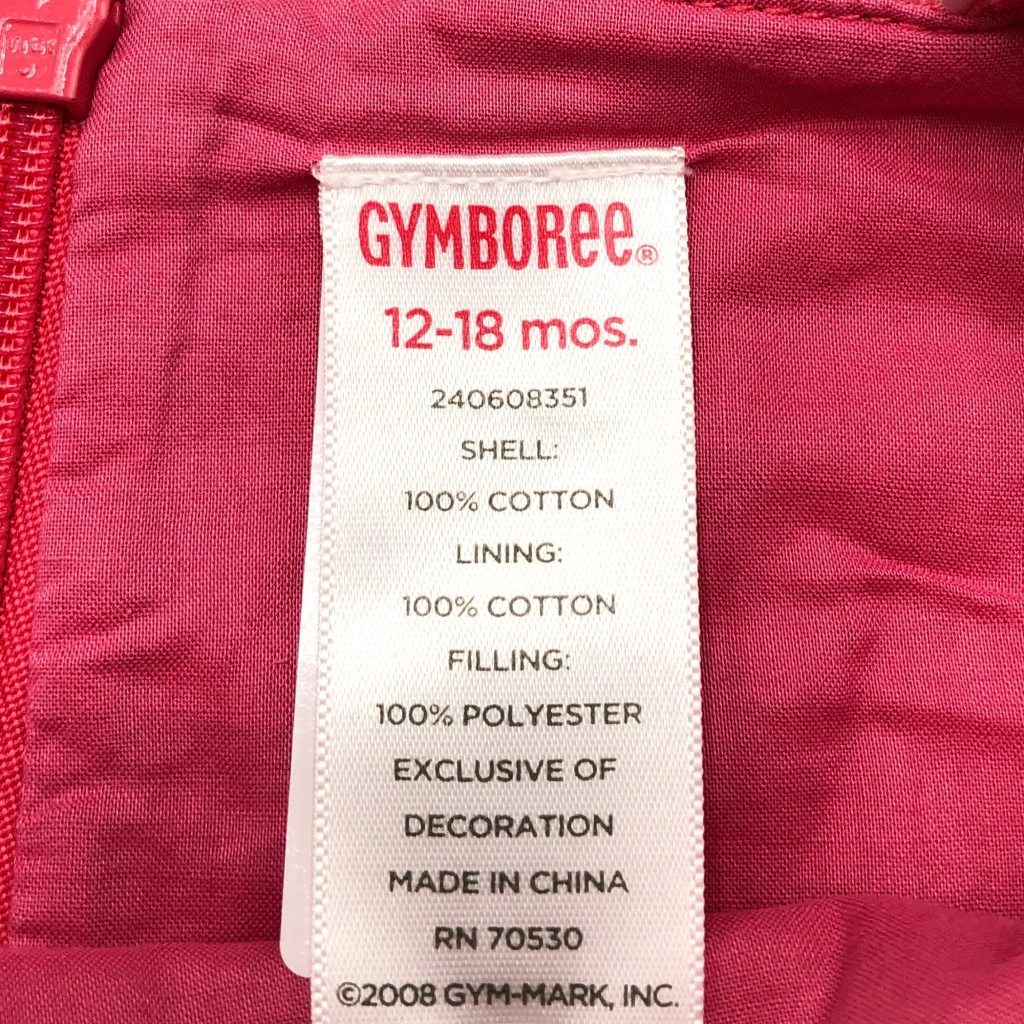 GYMBOREE®
12-18 mos.
240608351
SHELL:
100% COTTON
LINING:
100% COTTON
FILLING:
100% POLYESTER
EXCLUSIVE OF
DECORATION
MADE IN CHINA
RN 70530
©2008 GYM-MARK, INC.